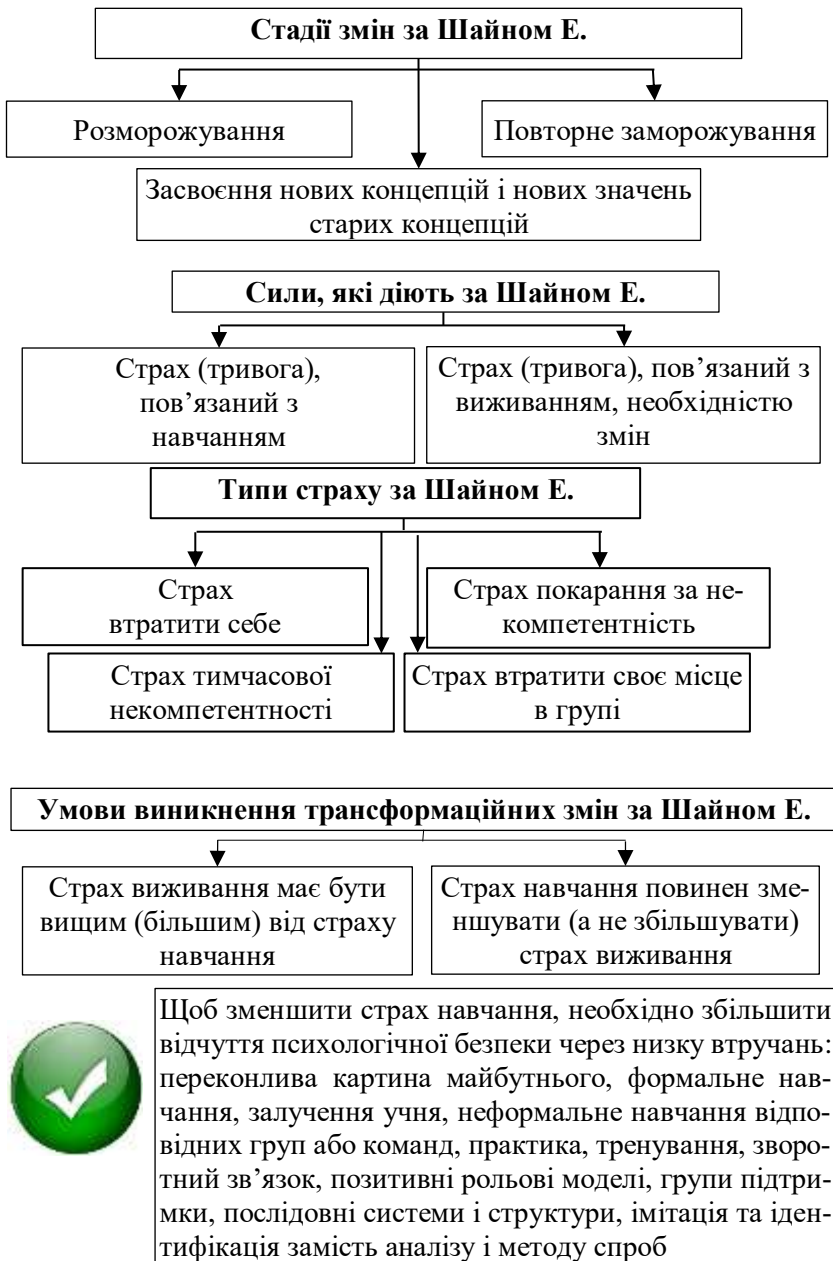 Стадії змін за Шайном Е.
Розморожування
Повторне заморожування
Засвоєння нових концепцій і нових значень
старих концепцій
Сили, які діють за Шайном Е.
Страх (тривога),
пов’язаний з
навчанням
Страх (тривога), пов’язаний з
виживанням, необхідністю
змін
Типи страху за Шайном Е.
Страх
втратити себе
Страх покарання за не-
компетентність
Страх тимчасової
некомпетентності
Страх втратити своє місце
в групі
Умови виникнення трансформаційних змін за Шайном Е.
Страх виживання має бути
вищим (більшим) від страху
навчання
Страх навчання повинен зме-
ншувати (а не збільшувати)
страх виживання
Щоб зменшити страх навчання, необхідно збільшити
відчуття психологічної безпеки через низку втручань:
переконлива картина майбутнього, формальне нав-
чання, залучення учня, неформальне навчання відпо-
відних груп або команд, практика, тренування, зворо-
тний зв’язок, позитивні рольові моделі, групи підтри-
мки, послідовні системи і структури, імітація та іден-
тифікація замість аналізу і методу спроб